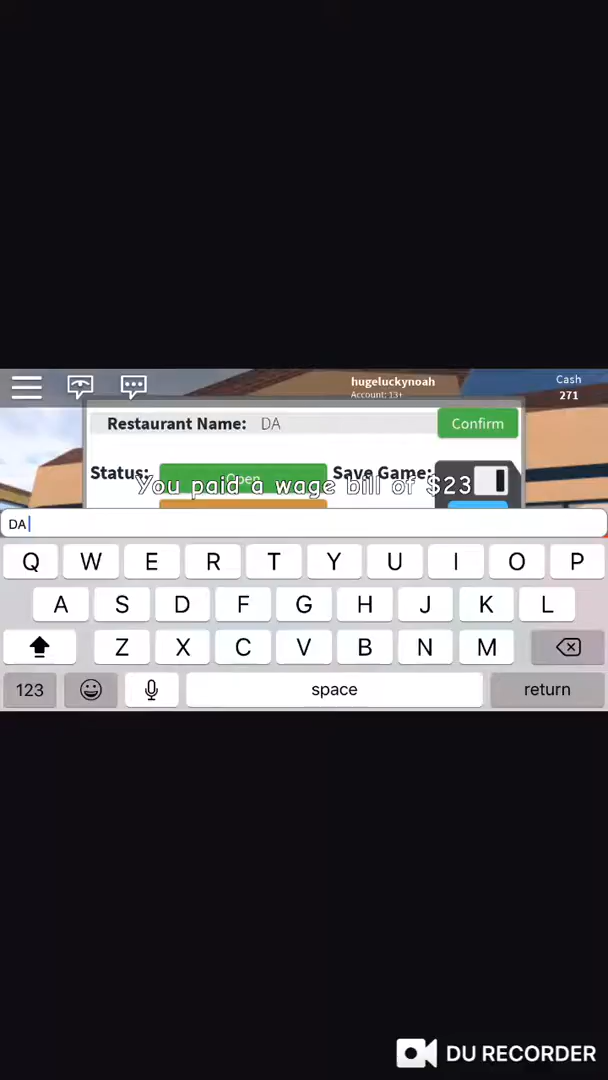 hugeluckynoah
Account: 13+
Cash
271
Restaurant Name: DA
Confirm
Status:
Open
Save Game:
You paid a wage bill of $23
DA
Q W E R T Y U I O P
A S D F G H J K L
Z X C V B N M
123
space
return
DU RECORDER